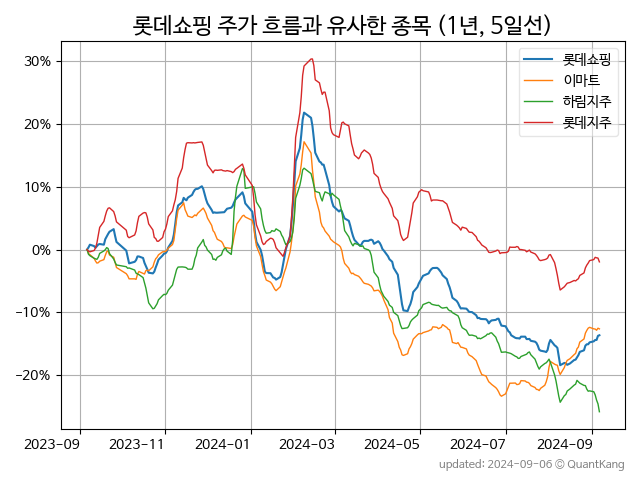 롯데쇼핑 주가 흐름과 유사한 종목 (1년, 5일선)
롯데쇼핑
이마트
하림지주
롯데지주
30%
20%
10%
0%
−10%
−20%
2023-09 2023-11 2024-01 2024-03 2024-05 2024-07 2024-09
updated: 2024-09-06 © QuantKang